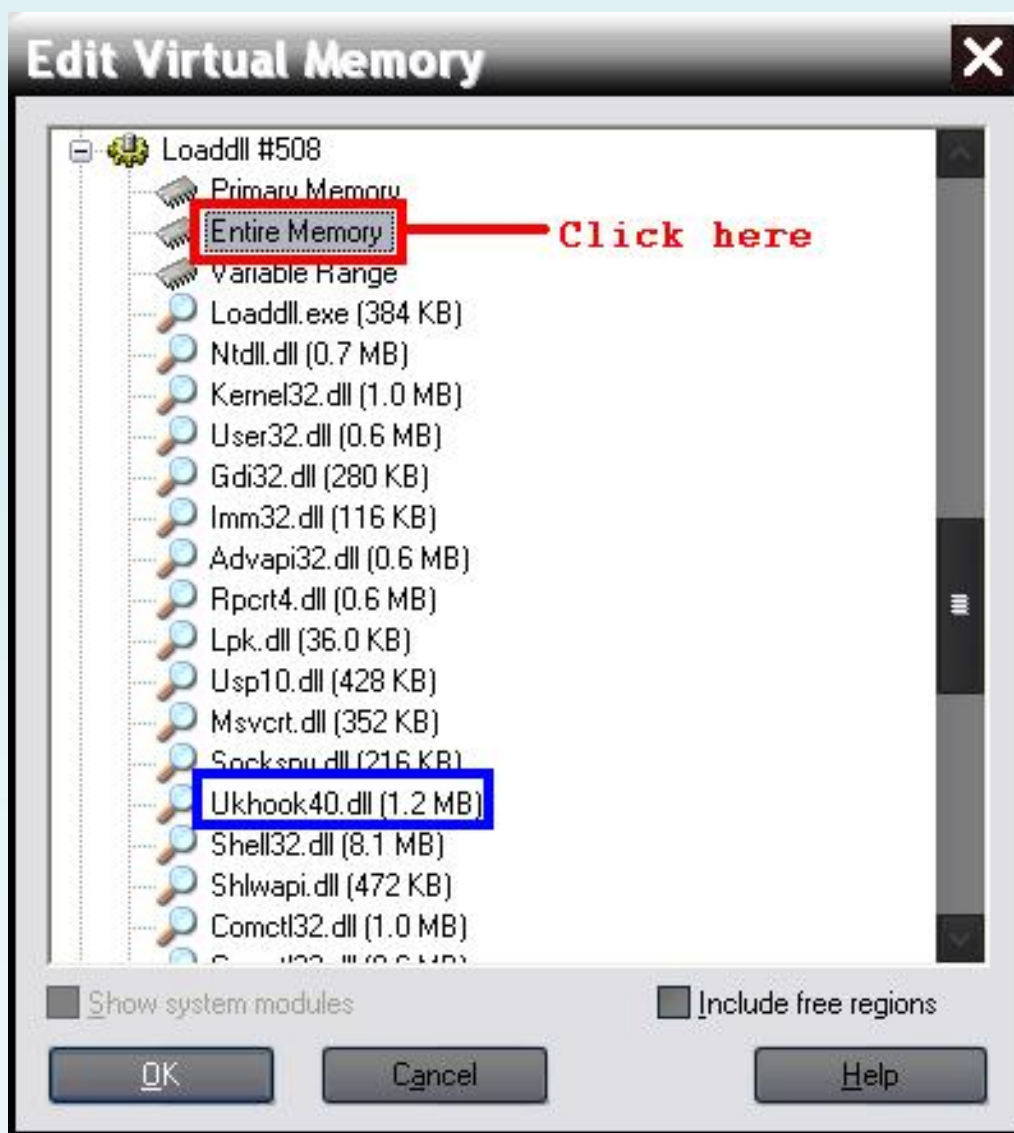 Edit Virtual Memory
Loaddll #508
Primary Memory
Entire Memory
Click here
Variable Range
Loaddll.exe (384 KB)
Ntdll.dll (0.7 MB)
Kernel32.dll (1.0 MB)
User32.dll (0.6 MB)
Gdi32.dll (280 KB)
Imm32.dll (116 KB)
Advapi32.dll (0.6 MB)
Rpcrt4.dll (0.6 MB)
Lpk.dll (36.0 KB)
Usp10.dll (428 KB)
Msvcrt.dll (352 KB)
Sockspy.dll (216 KB)
Ukhook40.dll (1.2 MB)
Shell32.dll (8.1 MB)
Shlwapi.dll (472 KB)
Comctl32.dll (1.0 MB)
Show system modules
Include free regions
OK
Cancel
Help